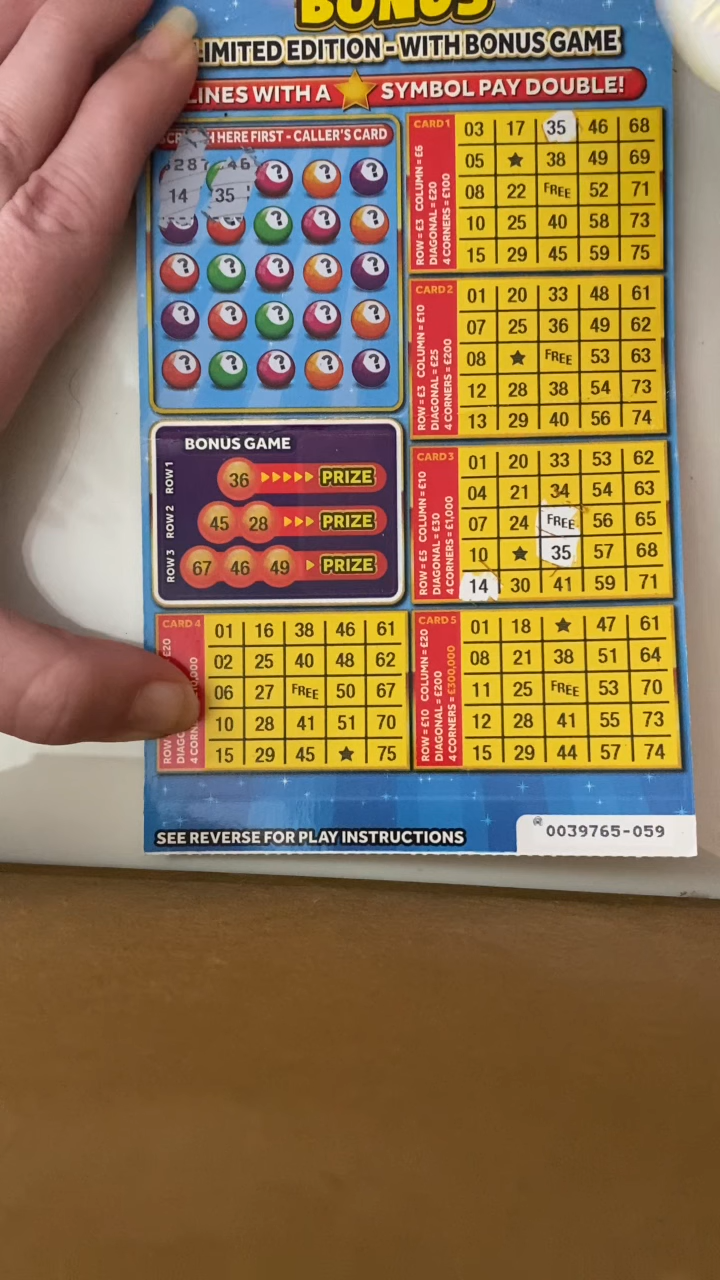 BONUS
LIMITED EDITION - WITH BONUS GAME
LINES WITH A SYMBOL PAY DOUBLE!
HERE FIRST - CALLER'S CARD
28 46
14 35
? ? ?
? ? ?
? ? ? ? ?
? ? ? ? ?
? ? ? ? ?
CARD 1
ROW = £3 COLUMN = £6
DIAGONAL = £20
4 CORNERS = £100
03 17 35 46 68
05 38 49 69
08 22 FREE 52 71
10 25 40 58 73
15 29 45 59 75
CARD 2
ROW = £3 COLUMN = £10
DIAGONAL = £25
4 CORNERS = £200
01 20 33 48 61
07 25 36 49 62
08 FREE 53 63
12 28 38 54 73
13 29 40 56 74
BONUS GAME
ROW 1 36 PRIZE
ROW 2 45 28 PRIZE
ROW 3 67 46 49 PRIZE
CARD 3
ROW = £5 COLUMN = £10
DIAGONAL = £30
4 CORNERS = £1,000
01 20 33 53 62
04 21 34 54 63
07 24 FREE 56 65
10 35 57 68
14 30 41 59 71
CARD 4
01 16 38 46 61
02 25 40 48 62
06 27 FREE 50 67
10 28 41 51 70
15 29 45 75
CARD 5
ROW = £10 COLUMN = £20
DIAGONAL = £200
4 CORNERS = £300,000
01 18 47 61
08 21 38 51 64
11 25 FREE 53 70
12 28 41 55 73
15 29 44 57 74
SEE REVERSE FOR PLAY INSTRUCTIONS
0039765-059